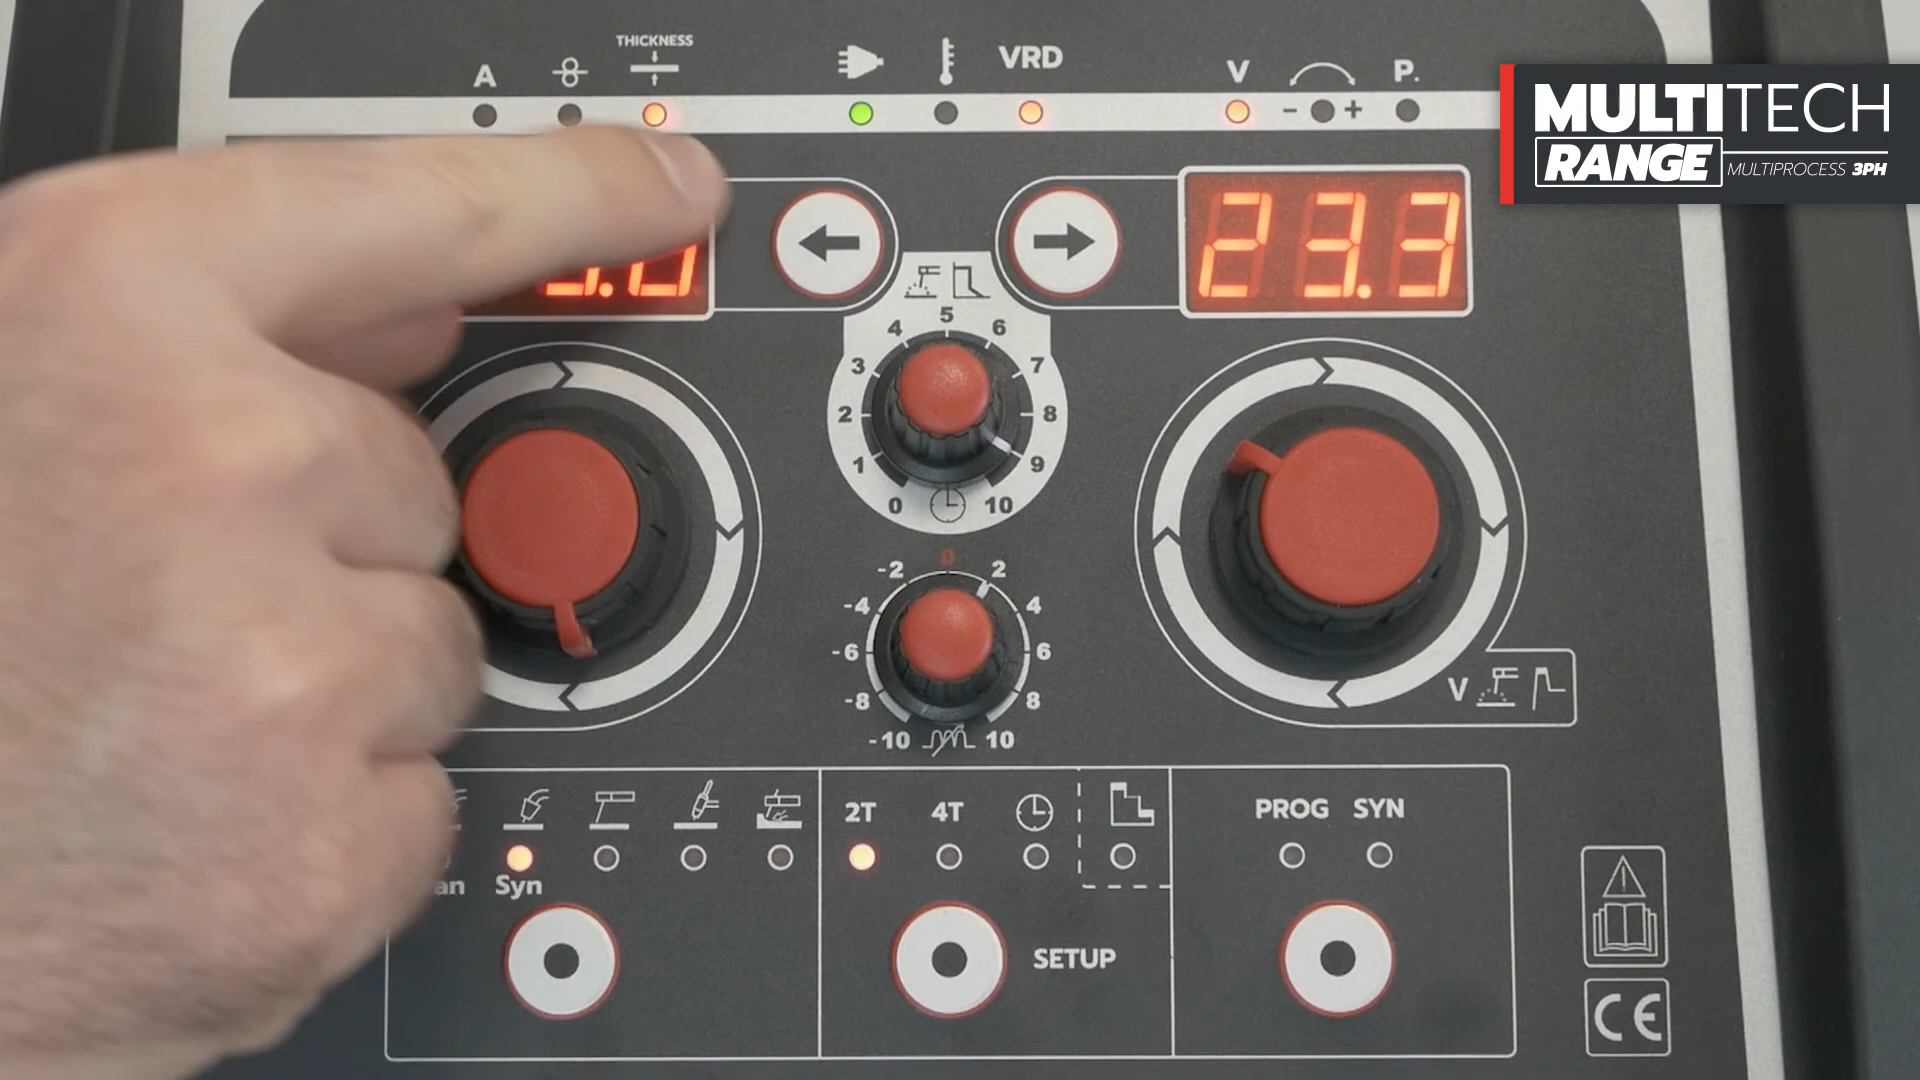 THICKNESS
A
VRD
V
- +
P.
MULTITECH
RANGE MULTIPROCESS 3PH
23.3
5
4 6
3 7
2 8
1 9
0 10
0
-2 2
-4 4
-6 6
-8 8
-10 10
V
2T 4T
PROG SYN
Syn
SETUP
CE